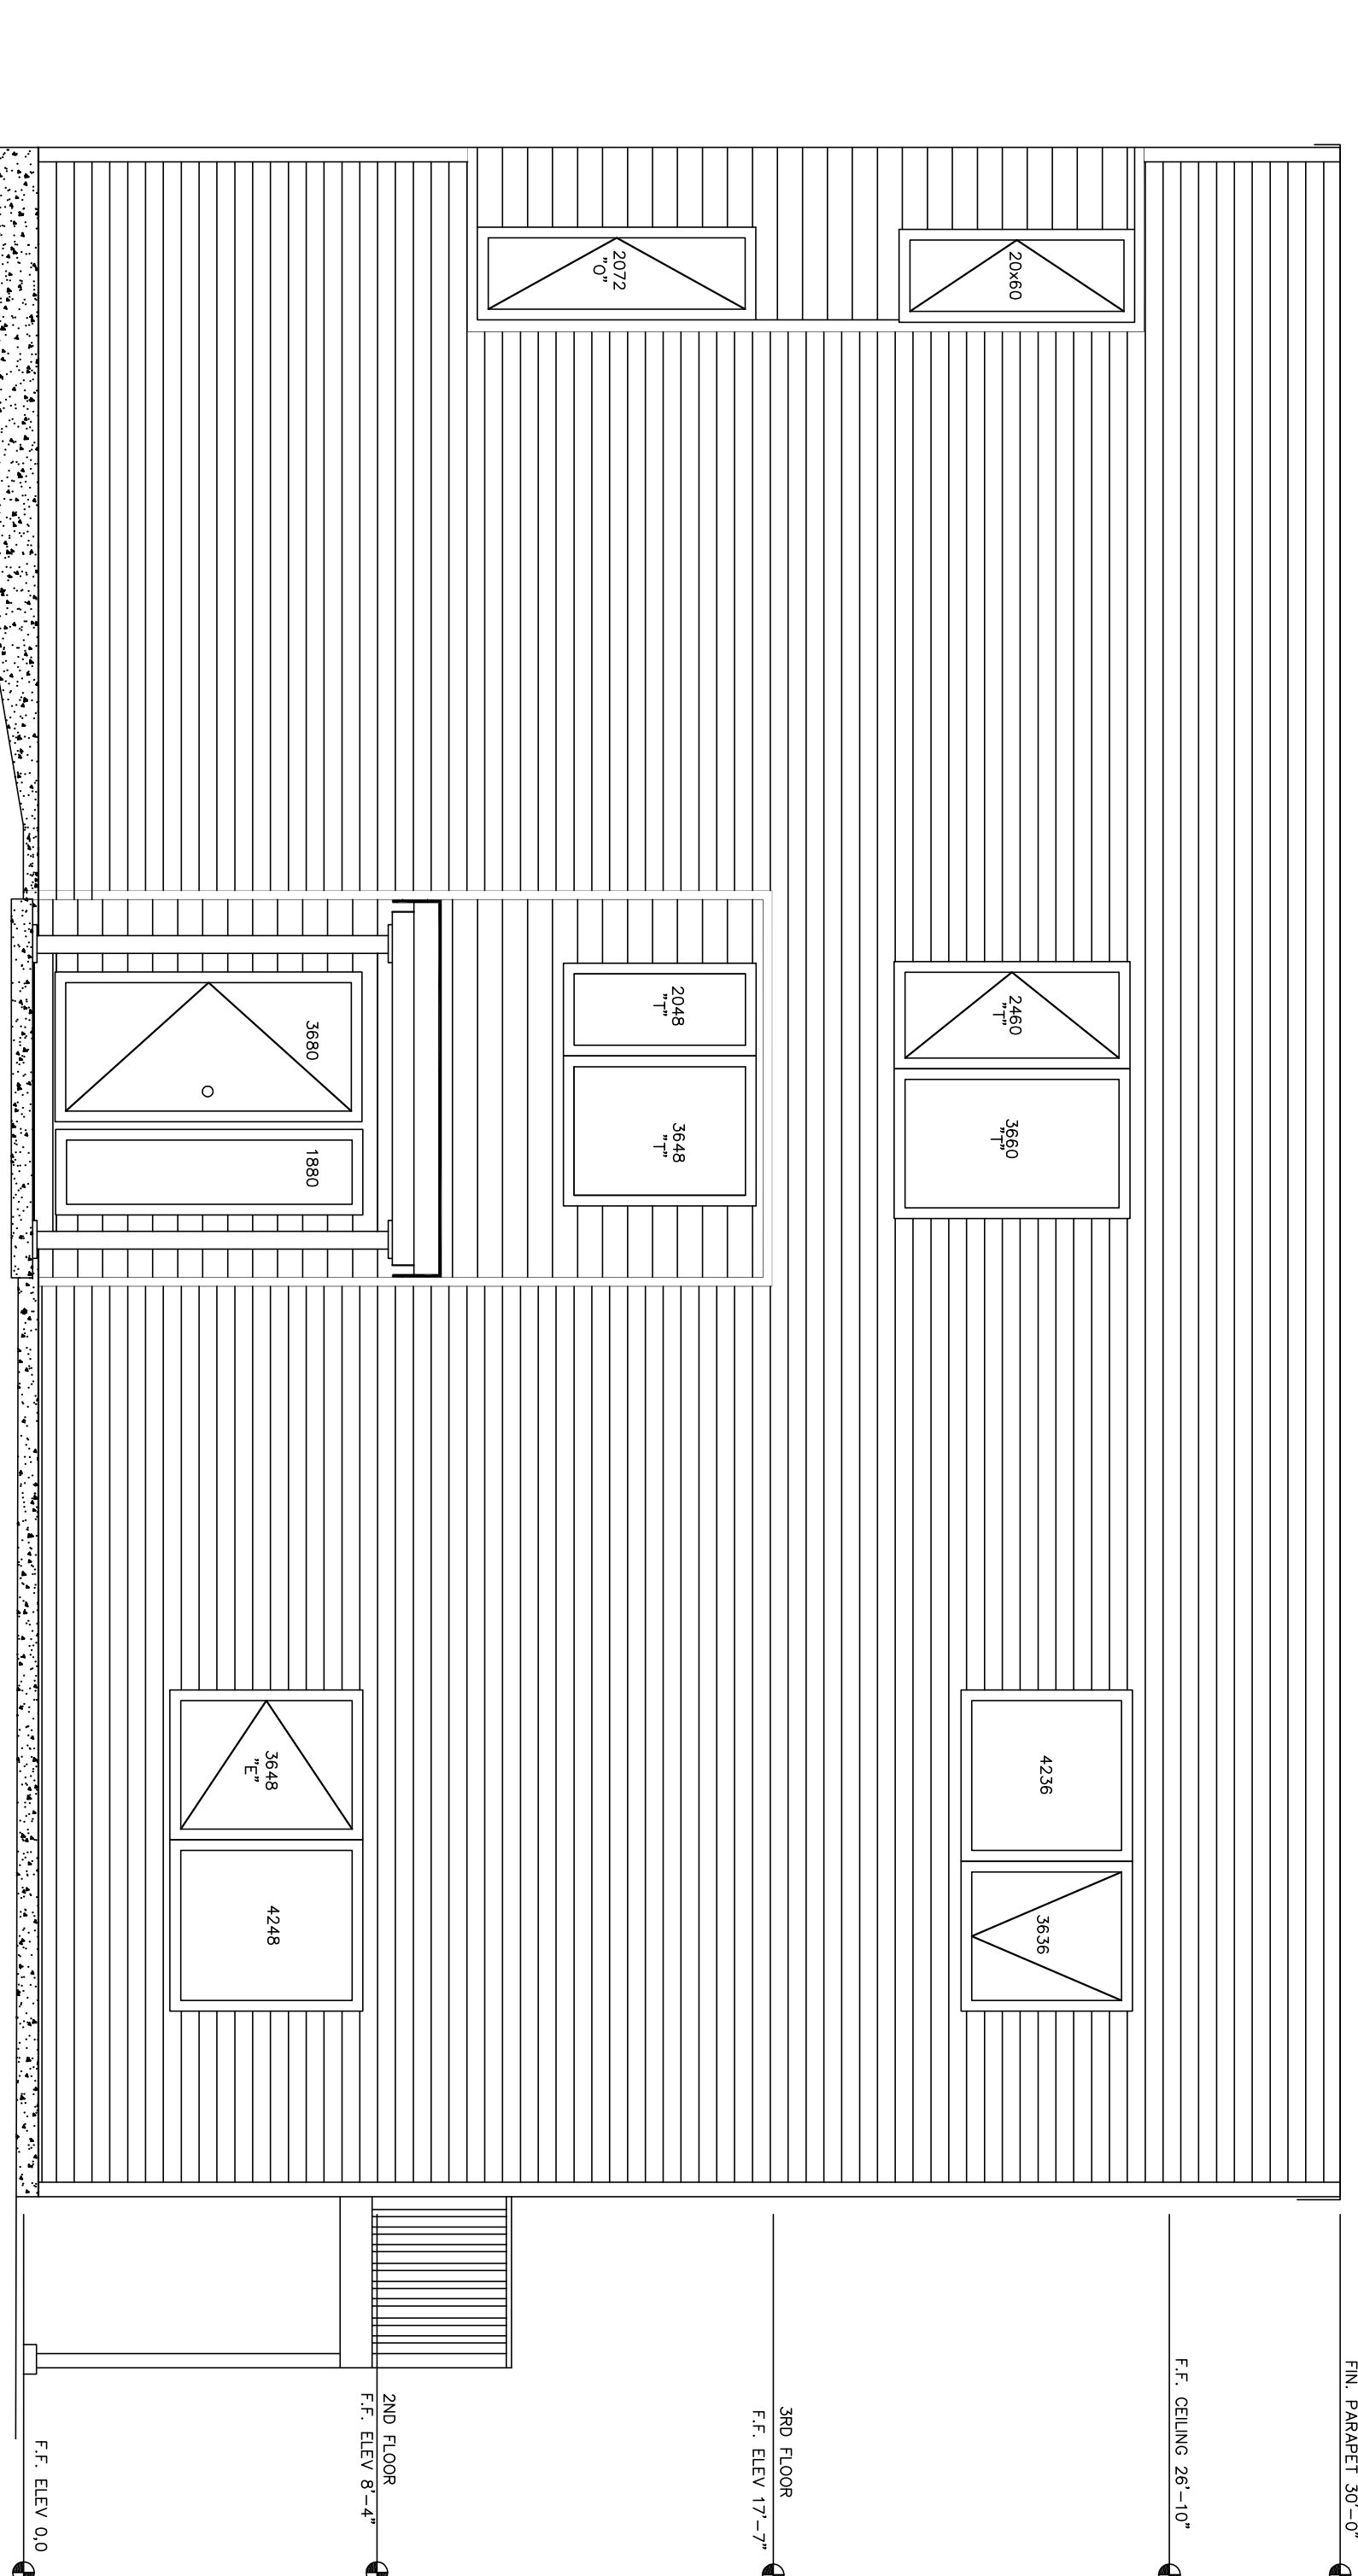 FIN. PARAPET 30'-0"
F.F. CEILING 26'-10"
20x60
2460
"T"
3660
"T"
4236
3636
3RD FLOOR
F.F. ELEV 17'-7"
2072
"O"
2048
"T"
3648
"T"
2ND FLOOR
F.F. ELEV 8'-4"
3680
1880
3648
"E"
4248
F.F. ELEV 0,0